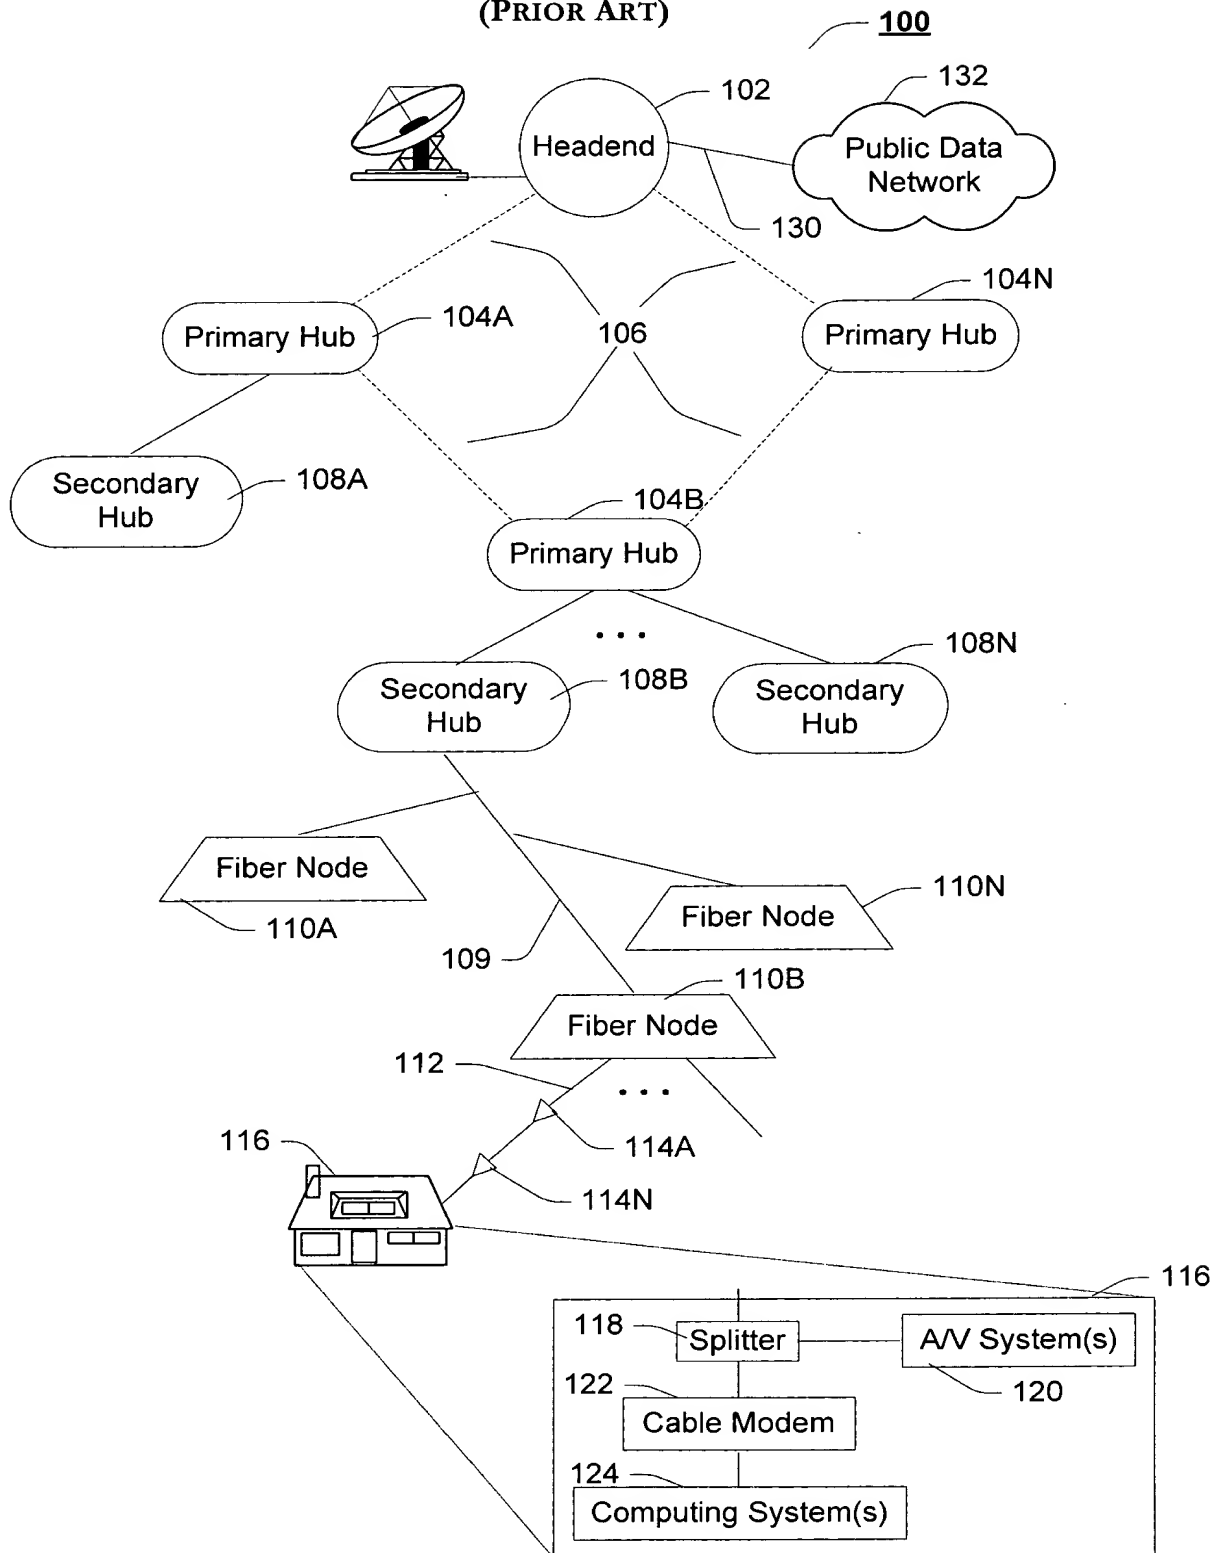 (PRIOR ART)
100
132
102
Headend
Public Data
Network
130
104N
104A
Primary Hub
106
Primary Hub
108A
Secondary
Hub
104B
Primary Hub
...
108N
108B
Secondary
Hub
Secondary
Hub
Fiber Node
110N
110A
Fiber Node
109
110B
Fiber Node
112
...
116
114A
114N
116
118
Splitter
A/V System(s)
122
120
Cable Modem
124
Computing System(s)